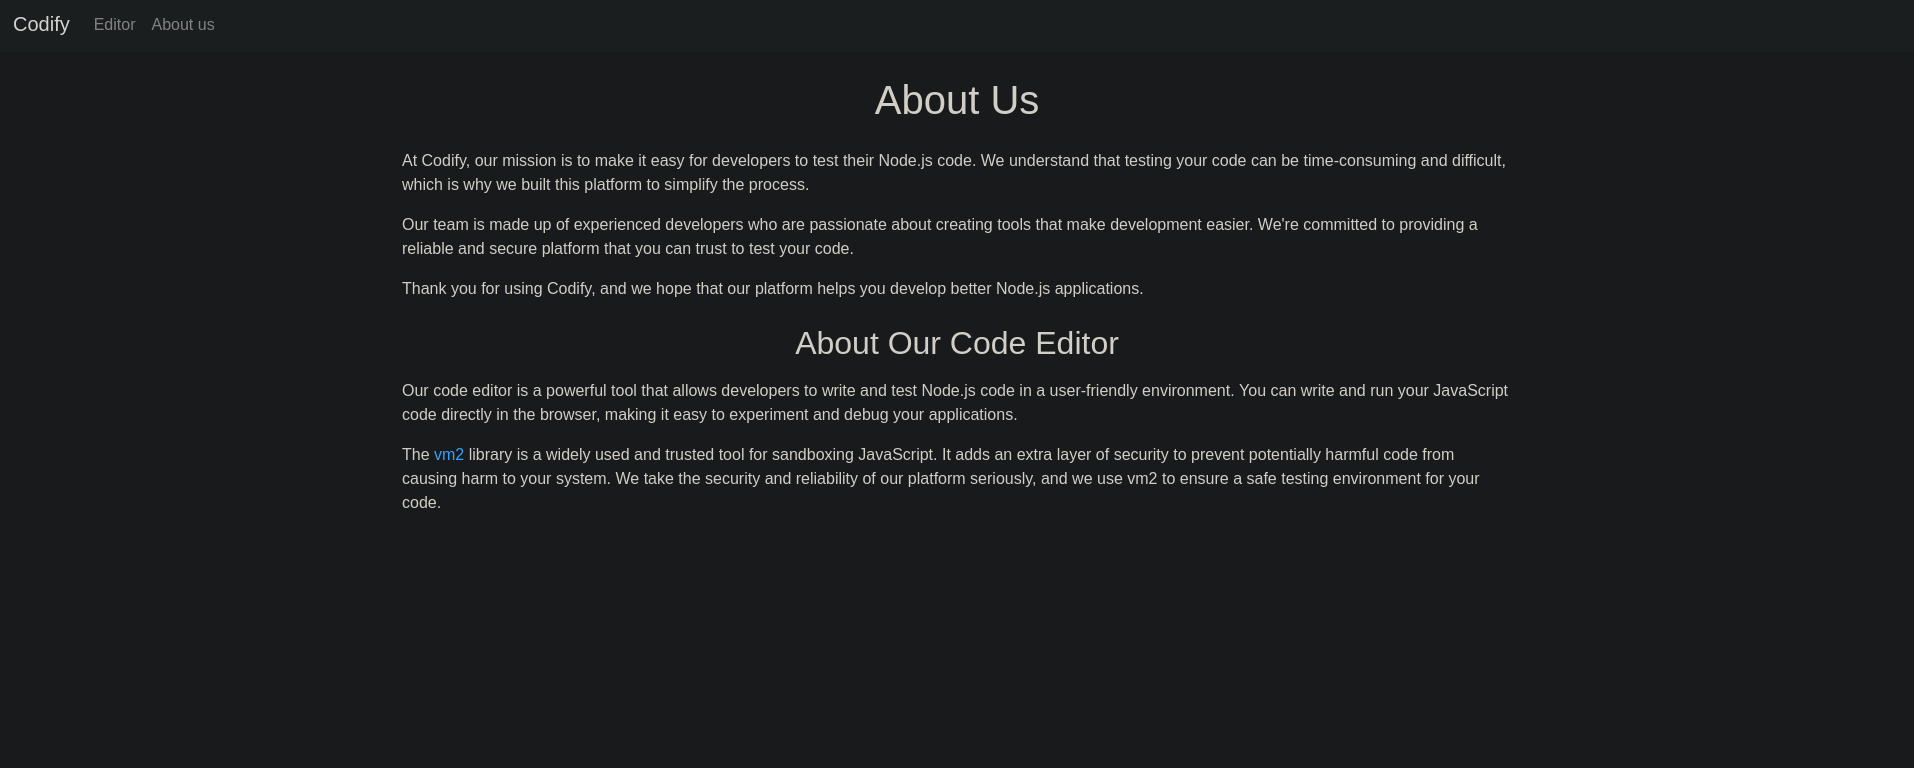 Codify Editor About us
About Us
At Codify, our mission is to make it easy for developers to test their Node.js code. We understand that testing your code can be time-consuming and difficult,
which is why we built this platform to simplify the process.
Our team is made up of experienced developers who are passionate about creating tools that make development easier. We're committed to providing a
reliable and secure platform that you can trust to test your code.
Thank you for using Codify, and we hope that our platform helps you develop better Node.js applications.
About Our Code Editor
Our code editor is a powerful tool that allows developers to write and test Node.js code in a user-friendly environment. You can write and run your JavaScript
code directly in the browser, making it easy to experiment and debug your applications.
The vm2 library is a widely used and trusted tool for sandboxing JavaScript. It adds an extra layer of security to prevent potentially harmful code from
causing harm to your system. We take the security and reliability of our platform seriously, and we use vm2 to ensure a safe testing environment for your
code.